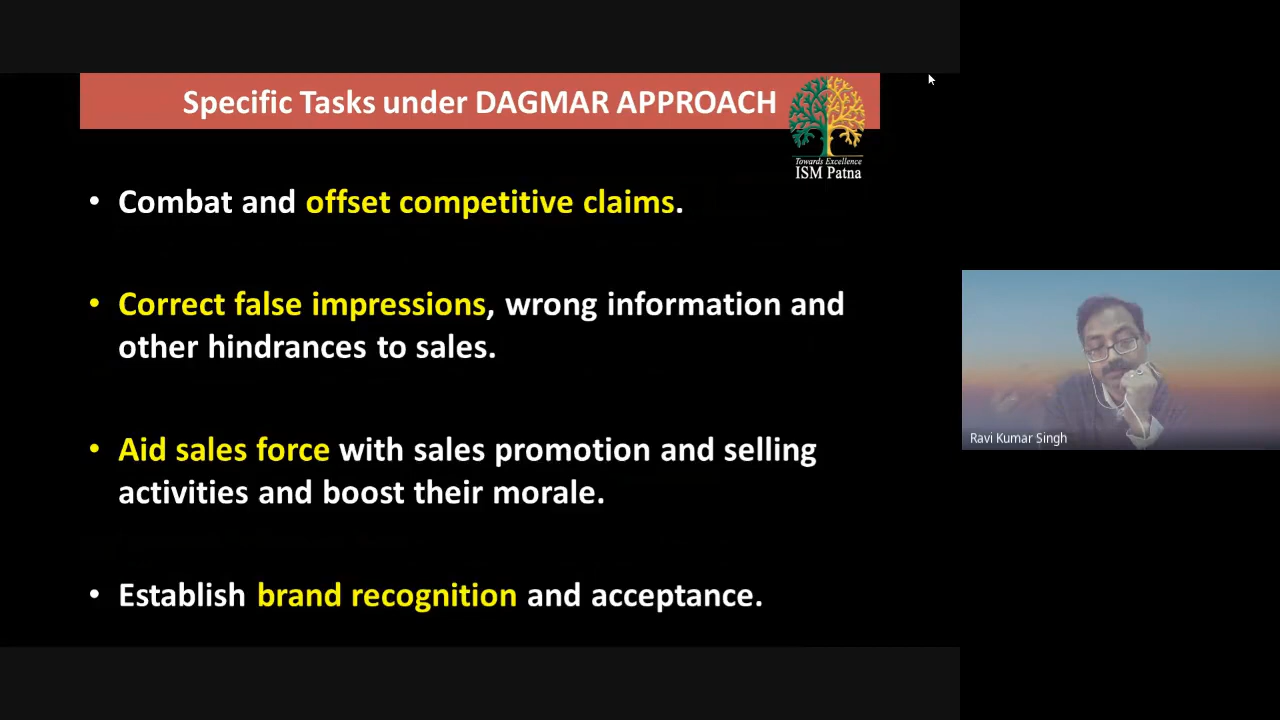 Specific Tasks under DAGMAR APPROACH
Towards Excellence
ISM Patna
• Combat and offset competitive claims.
• Correct false impressions, wrong information and
other hindrances to sales.
• Aid sales force with sales promotion and selling
activities and boost their morale.
• Establish brand recognition and acceptance.
Ravi Kumar Singh